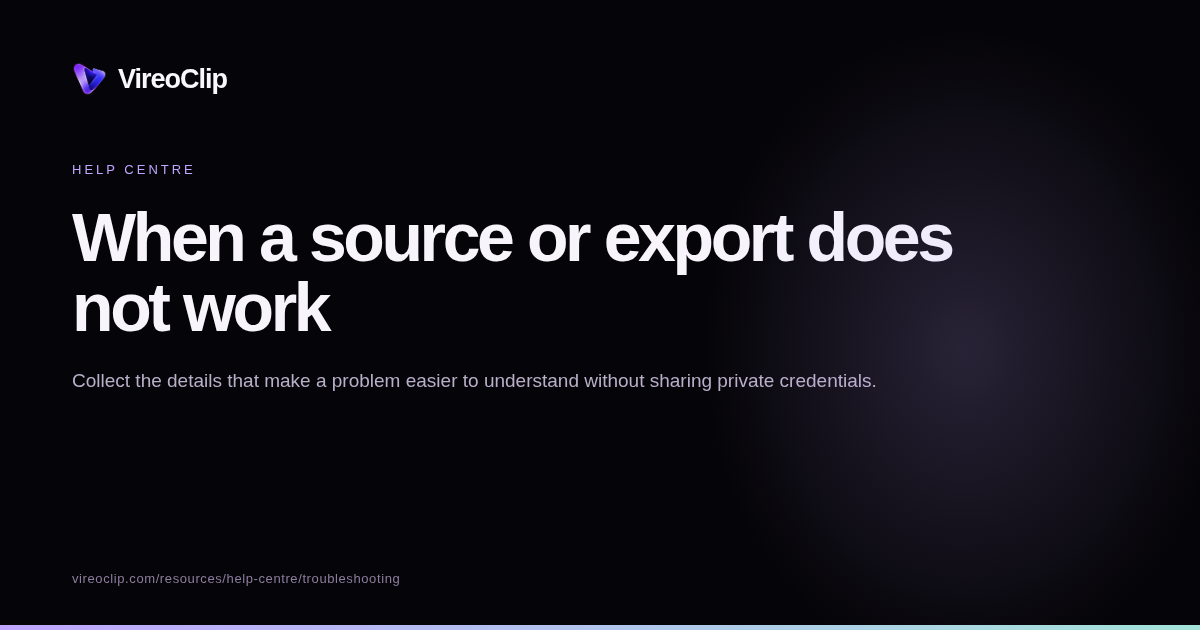 VireoClip
HELP CENTRE
When a source or export does
not work
Collect the details that make a problem easier to understand without sharing private credentials.
vireoclip.com/resources/help-centre/troubleshooting